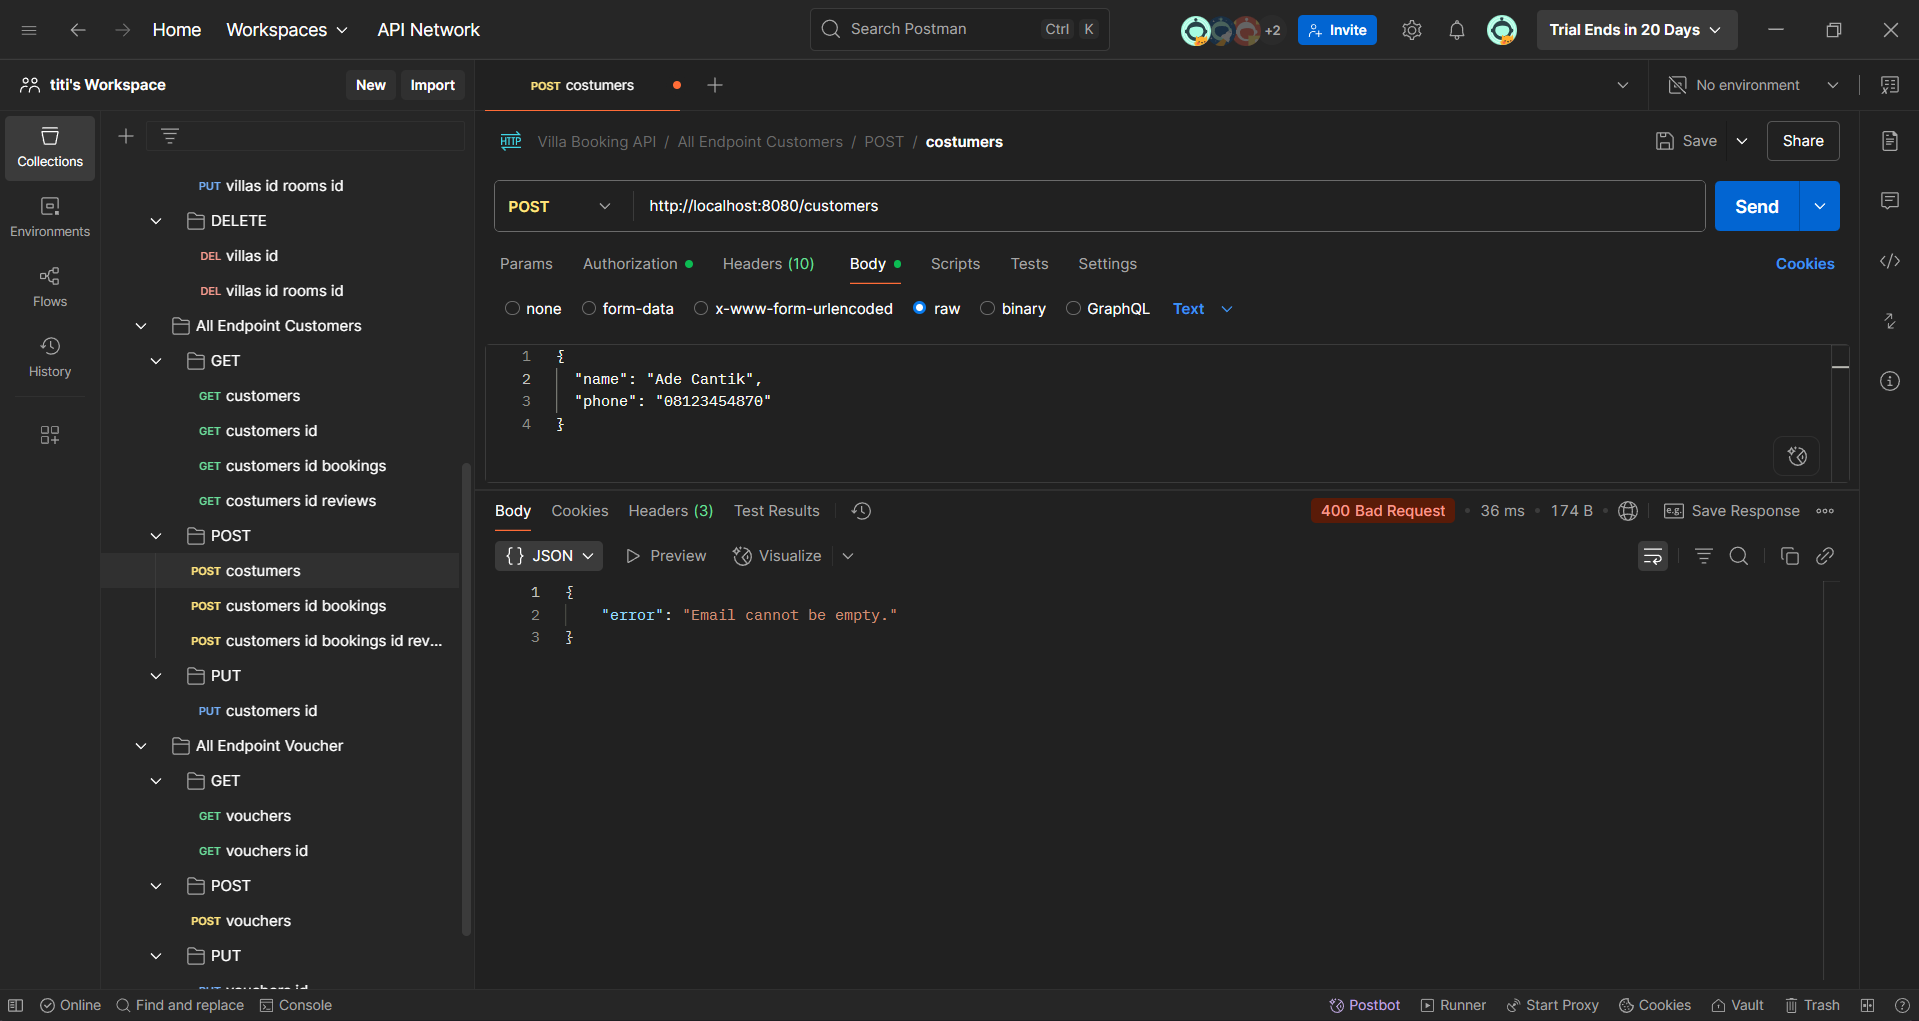 Home
Workspaces
API Network
Search Postman
Ctrl
K
+2
Invite
Trial Ends in 20 Days
titi's Workspace
New
Import
POST costumers
No environment
Collections
Environments
Flows
History
PUT villas id rooms id
DELETE
DEL villas id
DEL villas id rooms id
All Endpoint Customers
GET
GET customers
GET customers id
GET customers id bookings
GET costumers id reviews
POST
POST costumers
POST customers id bookings
POST customers id bookings id rev...
PUT
PUT customers id
All Endpoint Voucher
GET
GET vouchers
GET vouchers id
POST
POST vouchers
PUT
HTTP Villa Booking API / All Endpoint Customers / POST / costumers
Save
Share
POST
http://localhost:8080/customers
Send
Params
Authorization
Headers (10)
Body
Scripts
Tests
Settings
Cookies
none
form-data
x-www-form-urlencoded
raw
binary
GraphQL
Text
1 {
2 "name": "Ade Cantik",
3 "phone": "08123454870"
4 }
Body
Cookies
Headers (3)
Test Results
400 Bad Request
36 ms
174 B
e.g. Save Response
{} JSON
Preview
Visualize
1 {
2 "error": "Email cannot be empty."
3 }
Online
Find and replace
Console
Postbot
Runner
Start Proxy
Cookies
Vault
Trash